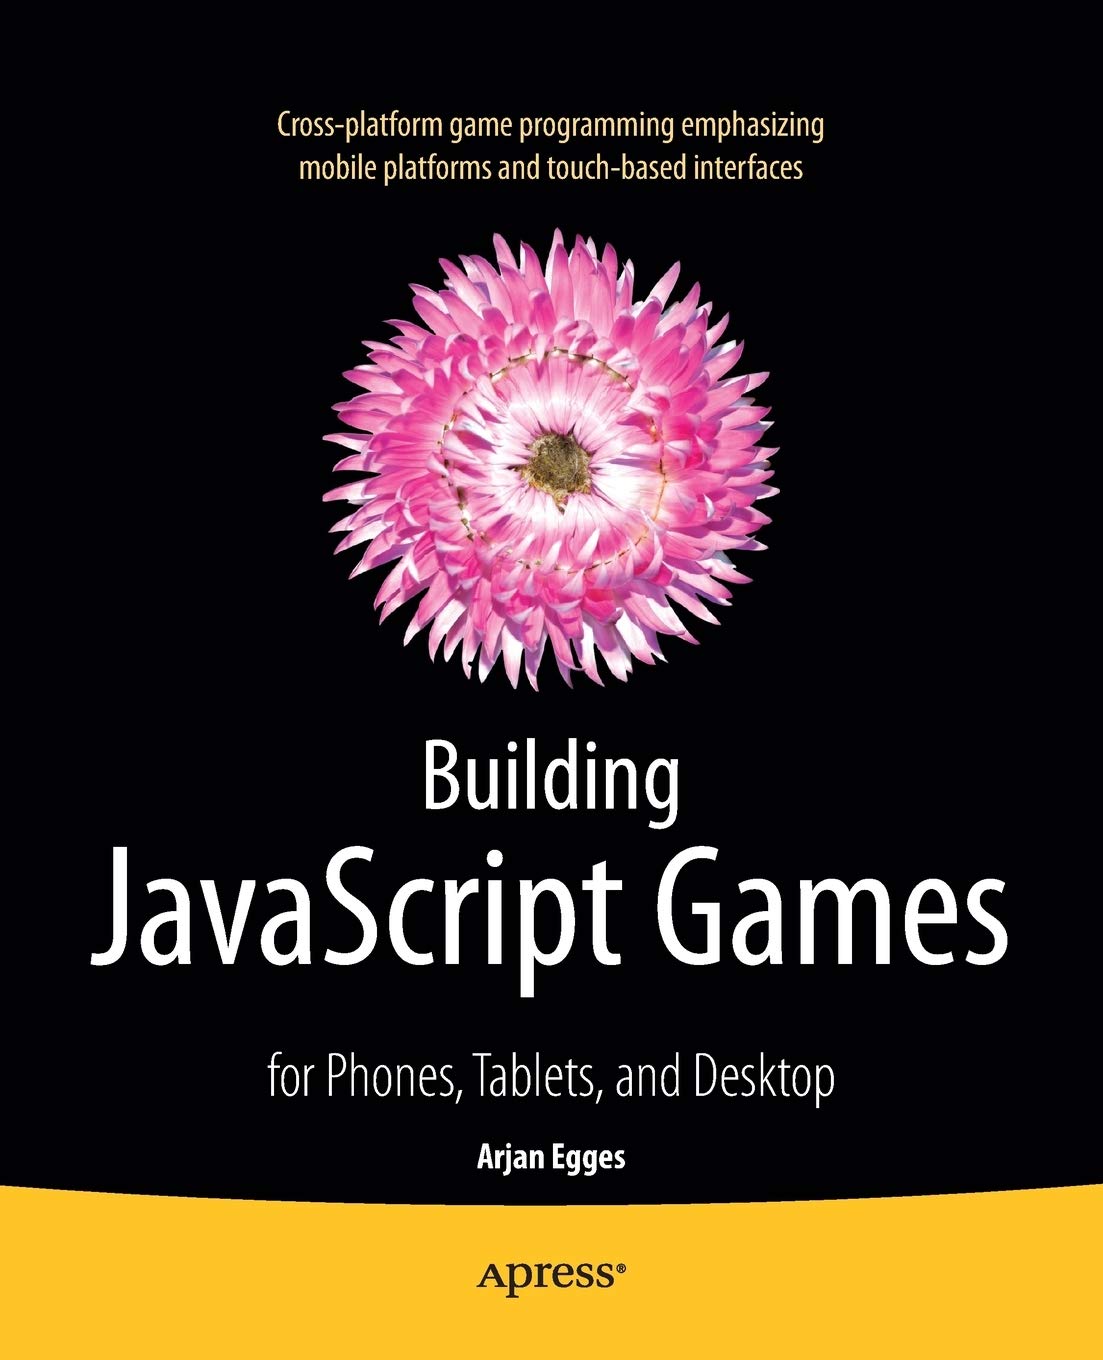 Cross-platform game programming emphasizing
mobile platforms and touch-based interfaces
Building
JavaScript Games
for Phones, Tablets, and Desktop
Arjan Egges
Apress®